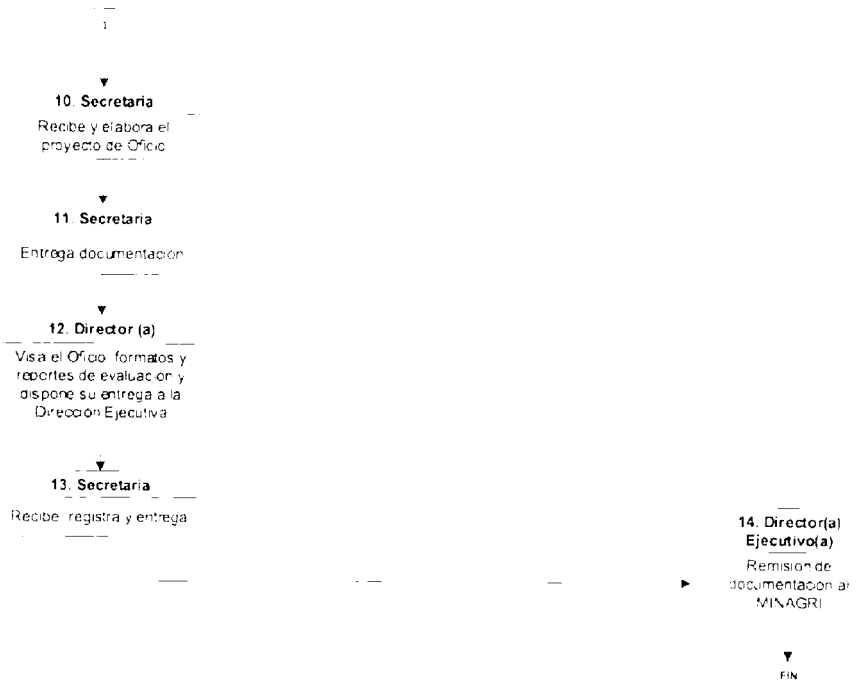 1
10. Secretaria
Recibe y elabora el
proyecto de Oficio
11. Secretaria
Entrega documentación
12. Director (a)
Visa el Oficio formatos y
reportes de evaluación y
dispone su entrega a la
Dirección Ejecutiva
13. Secretaria
Recibe registra y entrega
14. Director(a)
Ejecutivo(a)
Remisión de
documentación al
MINAGRI
FIN